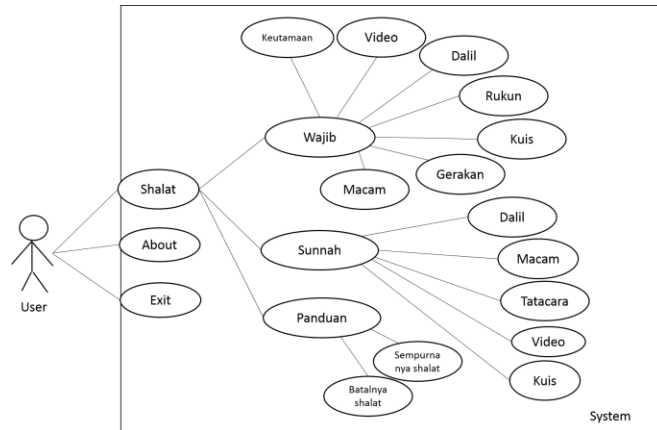 Keutamaan
Video
Dalil
Rukun
Kuis
Gerakan
Macam
Wajib
Shalat
About
Exit
User
Sunnah
Dalil
Macam
Tatacara
Video
Kuis
Panduan
Sempurna
nya shalat
Batalnya
shalat
System